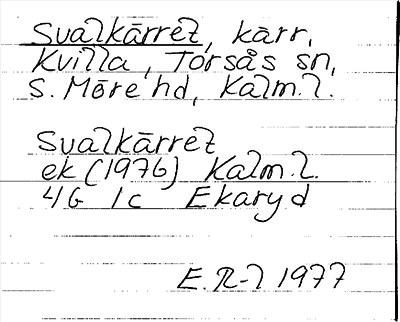 Svalkärret, kärr,
Kvilla, Torsås sn,
S. Möre hd, Kalm.l.
Svalkärret
ek (1976) Kalm.l.
4G 1c Ekaryd
E.R-l 1977